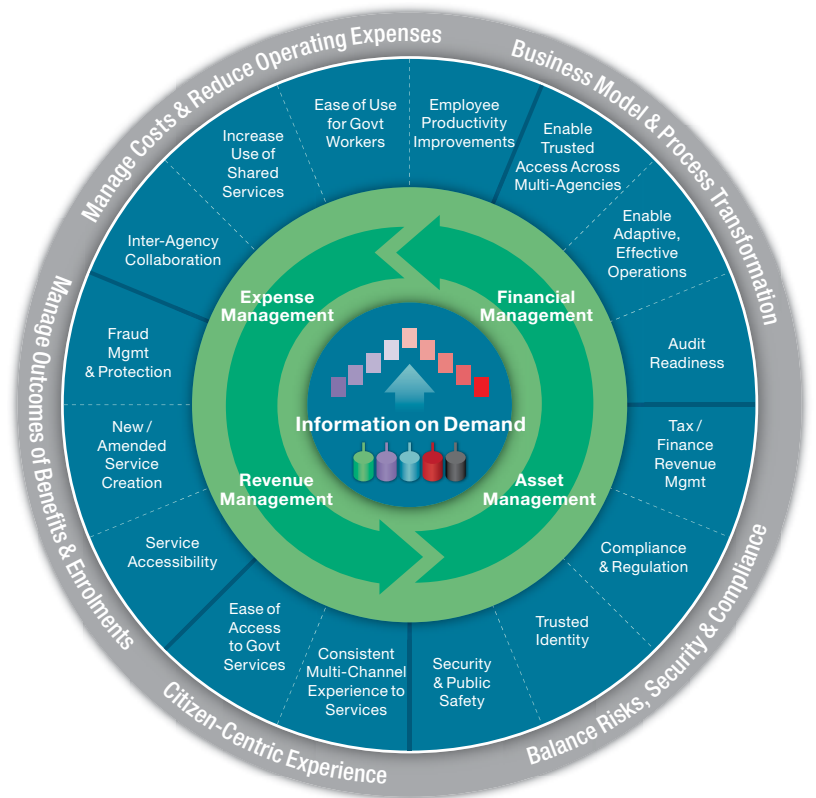 Manage Costs & Reduce Operating Expenses
Business Model & Process Transformation
Balance Risks, Security & Compliance
Citizen-Centric Experience
Manage Outcomes of Benefits & Enrolments
Employee
Productivity
Improvements
Enable
Trusted
Access Across
Multi-Agencies
Enable
Adaptive,
Effective
Operations
Audit
Readiness
Tax /
Finance
Revenue
Mgmt
Compliance
& Regulation
Trusted
Identity
Security
& Public
Safety
Consistent
Multi-Channel
Experience to
Services
Ease of
Access
to Govt
Services
Service
Accessibility
New /
Amended
Service
Creation
Fraud
Mgmt
& Protection
Inter-Agency
Collaboration
Increase
Use of
Shared
Services
Ease of Use
for Govt
Workers
Expense
Management
Financial
Management
Information on Demand
Revenue
Management
Asset
Management